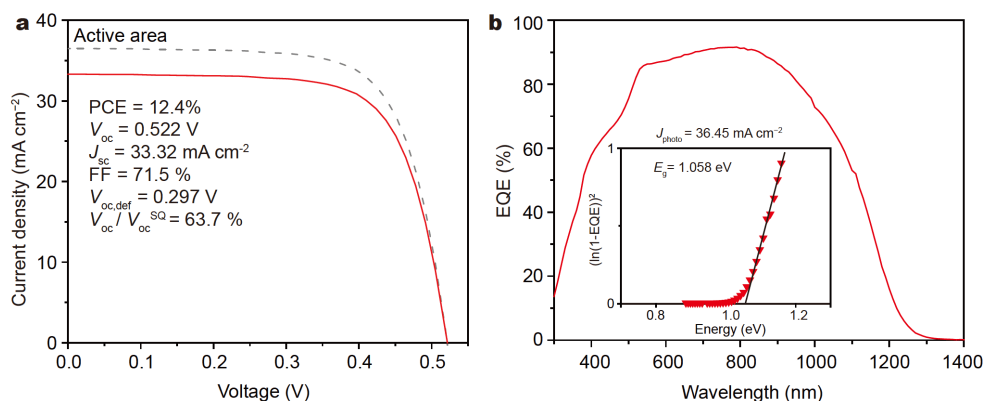 a
Active area
PCE = 12.4%
Voc = 0.522 V
Jsc = 33.32 mA cm⁻²
FF = 71.5 %
Voc,def = 0.297 V
Voc / Voc^SQ = 63.7 %
40
30
20
10
0
Current density (mA cm⁻²)
0.0 0.1 0.2 0.3 0.4 0.5
Voltage (V)
b
100
80
60
40
20
0
EQE (%)
Jphoto = 36.45 mA cm⁻²
Eg = 1.058 eV
1
0
(ln(1-EQE))²
0.8 1.0 1.2
Energy (eV)
400 600 800 1000 1200 1400
Wavelength (nm)